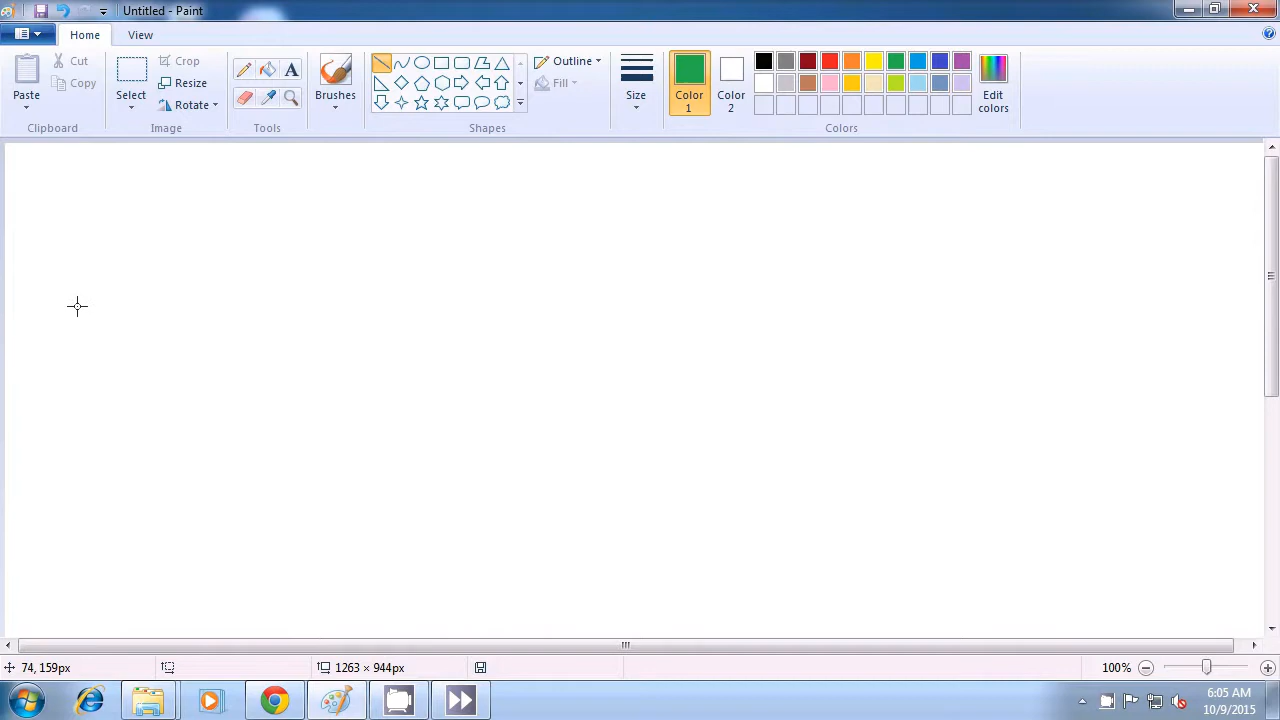 Untitled - Paint
Home
View
Paste
Cut
Copy
Clipboard
Select
Crop
Resize
Rotate
Image
A
Tools
Brushes
Outline
Fill
Shapes
Size
Color 1
Color 2
Edit colors
Colors
74, 159px
1263 × 944px
100%
6:05 AM
10/9/2015